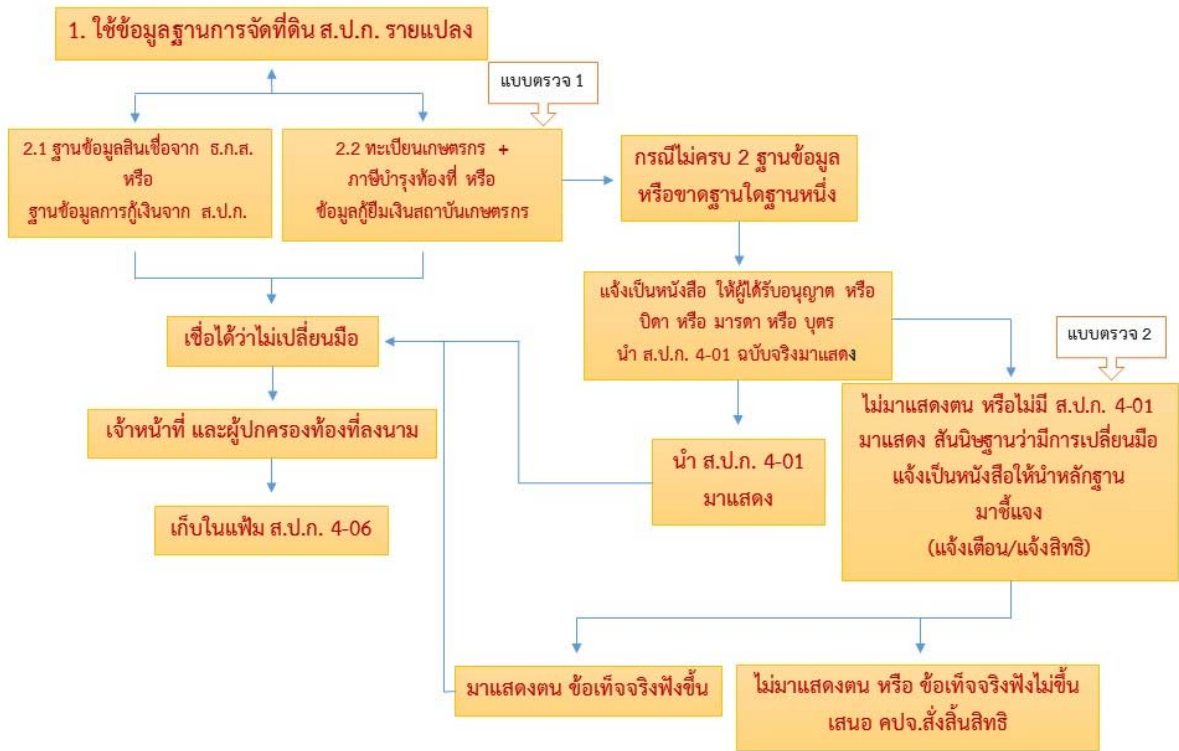 1. ใช้ข้อมูลฐานการจัดที่ดิน ส.ป.ก. รายแปลง
แบบตรวจ 1
2.1 ฐานข้อมูลสินเชื่อจาก ธ.ก.ส.
หรือ
ฐานข้อมูลการกู้เงินจาก ส.ป.ก.
2.2 ทะเบียนเกษตรกร +
ภาษีบำรุงท้องที่ หรือ
ข้อมูลกู้ยืมเงินสถาบันเกษตรกร
กรณีไม่ครบ 2 ฐานข้อมูล
หรือขาดฐานใดฐานหนึ่ง
แจ้งเป็นหนังสือ ให้ผู้ได้รับอนุญาต หรือ
บิดา หรือ มารดา หรือ บุตร
นำ ส.ป.ก. 4-01 ฉบับจริงมาแสดง
เชื่อได้ว่าไม่เปลี่ยนมือ
แบบตรวจ 2
เจ้าหน้าที่ และผู้ปกครองท้องที่ลงนาม
นำ ส.ป.ก. 4-01
มาแสดง
ไม่มาแสดงตน หรือไม่มี ส.ป.ก. 4-01
มาแสดง สันนิษฐานว่ามีการเปลี่ยนมือ
แจ้งเป็นหนังสือให้นำหลักฐาน
มาชี้แจง
(แจ้งเตือน/แจ้งสิทธิ)
เก็บในแฟ้ม ส.ป.ก. 4-06
มาแสดงตน ข้อเท็จจริงฟังขึ้น
ไม่มาแสดงตน หรือ ข้อเท็จจริงฟังไม่ขึ้น
เสนอ คปจ.สั่งสิ้นสิทธิ